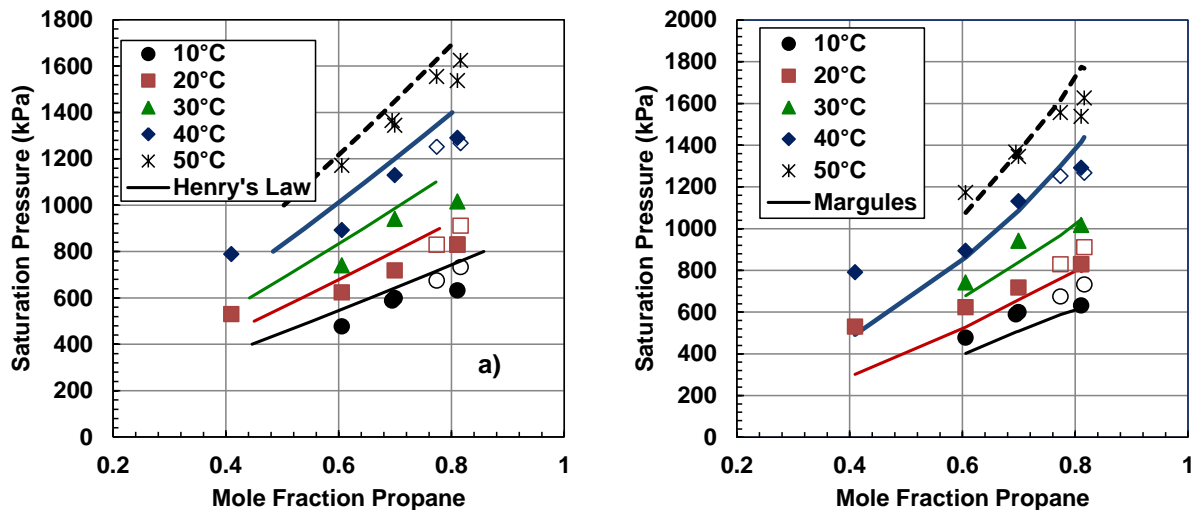 1800
1600
1400
1200
1000
800
600
400
200
0
0.2 0.4 0.6 0.8 1
Saturation Pressure (kPa)
Mole Fraction Propane
10°C
20°C
30°C
40°C
50°C
Henry's Law
a)
2000
1800
1600
1400
1200
1000
800
600
400
200
0
0.2 0.4 0.6 0.8 1
Saturation Pressure (kPa)
Mole Fraction Propane
10°C
20°C
30°C
40°C
50°C
Margules